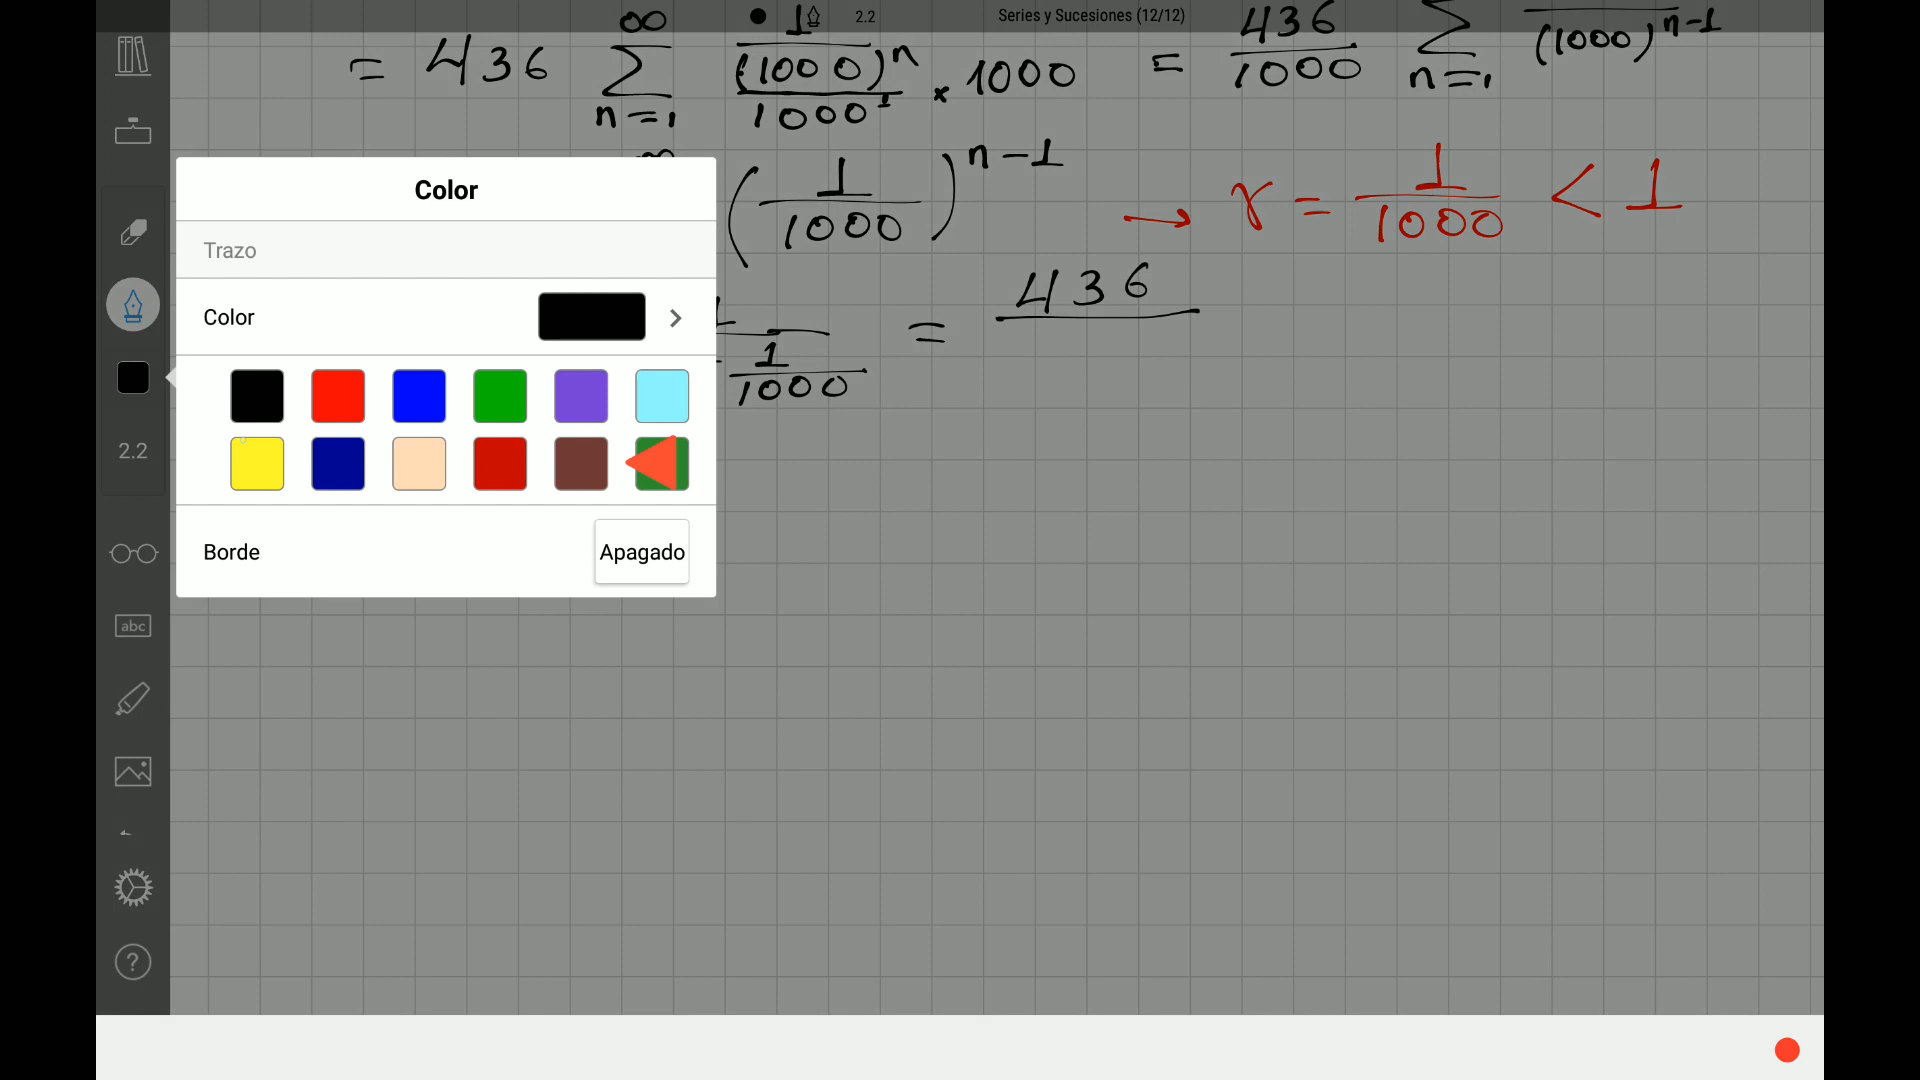 2.2 Series y Sucesiones (12/12)
= 436 ∞ ∑ n=1 1 / (1000)^n / 1000^1 × 1000 = 436 / 1000 ∑ n=1 (1000)^n-1
∞ ( 1 / 1000 )^n-1 → r = 1 / 1000 < 1
1 / 1000 = 436
Color
Trazo
Color
Borde Apagado
2.2
abc
?